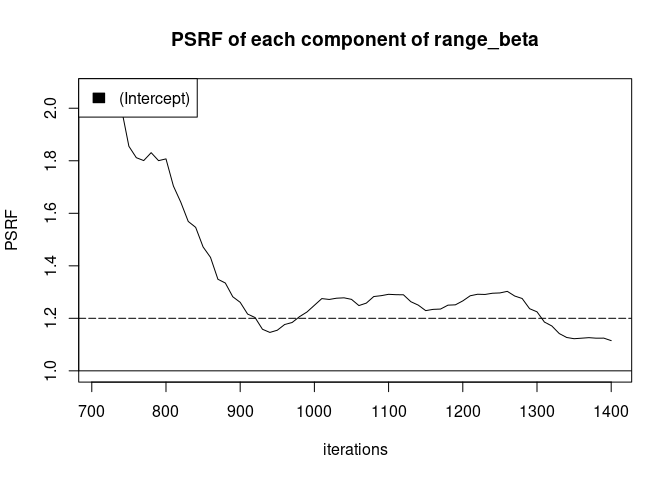 PSRF of each component of range_beta
(Intercept)
PSRF
2.0
1.8
1.6
1.4
1.2
1.0
700 800 900 1000 1100 1200 1300 1400
iterations